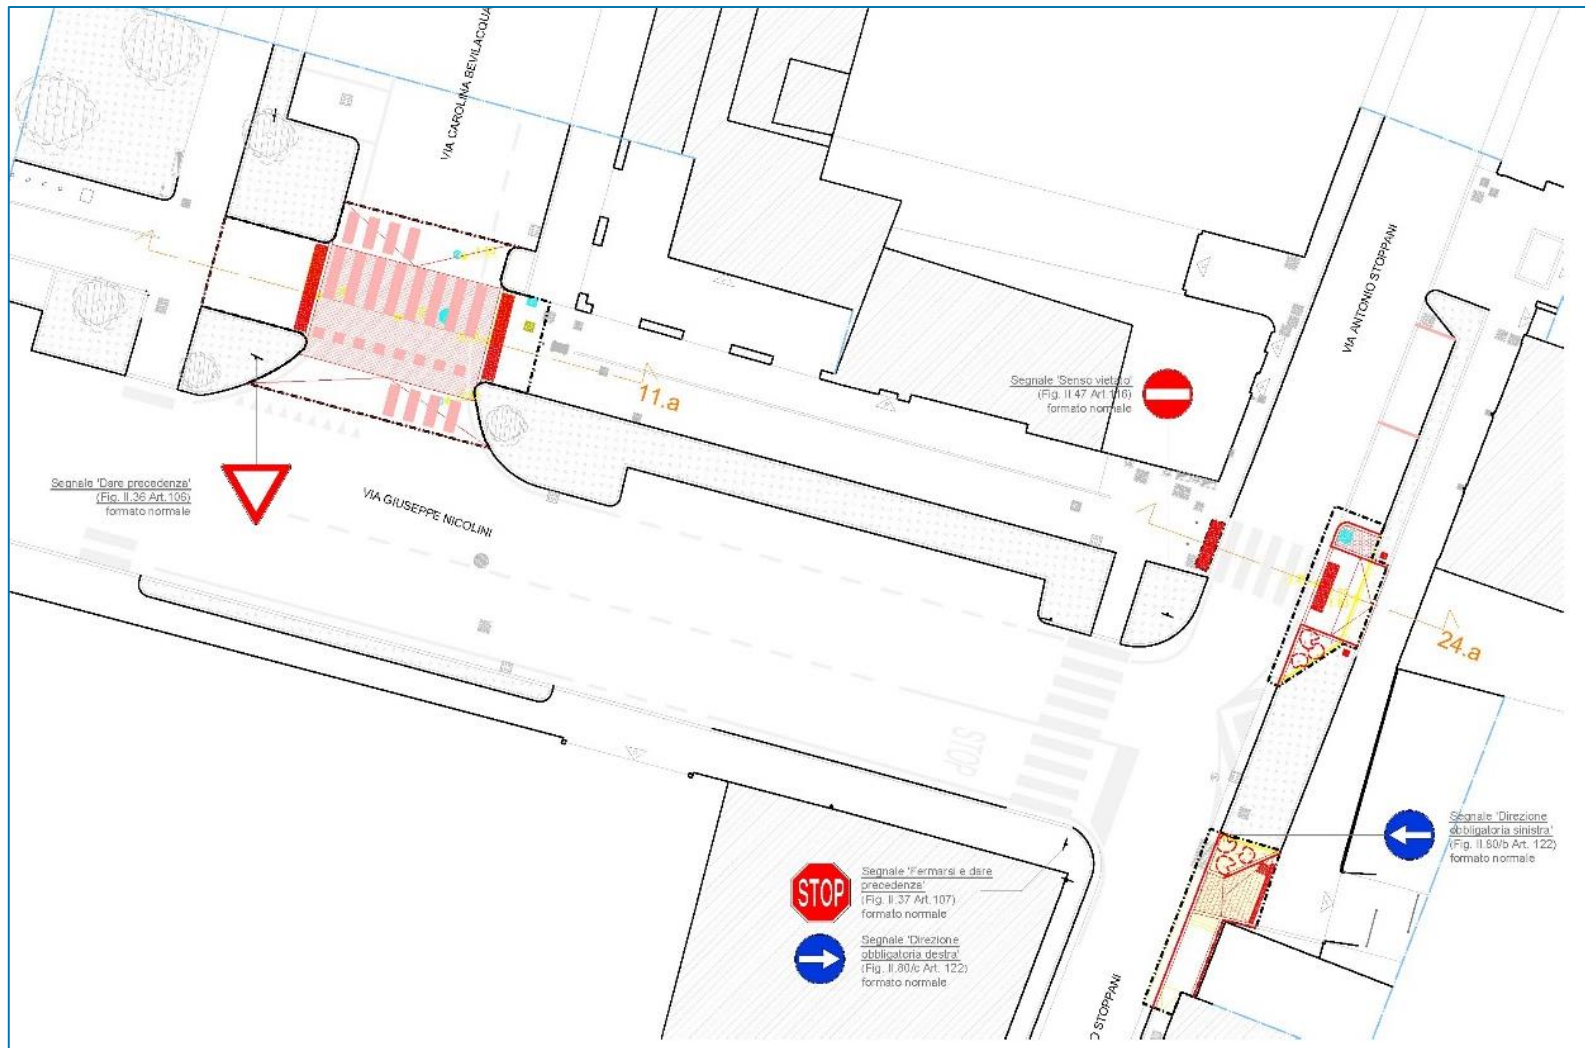 VIA CAROLINA BEVILACQUA
VIA ANTONIO STOPPANI
11.a
Segnale 'Senso vietato'
(Fig. II.47 Art.116)
formato normale
Segnale 'Dare precedenza'
(Fig. II.36 Art.106)
formato normale
VIA GIUSEPPE NICOLINI
24.a
STOP
Segnale 'Direzione
obbligatoria sinistra'
(Fig. II.80/b Art. 122)
formato normale
STOP
Segnale 'Fermarsi e dare
precedenza'
(Fig. II.37 Art.107)
formato normale
Segnale 'Direzione
obbligatoria destra'
(Fig. II.80/c Art. 122)
formato normale
O STOPPANI